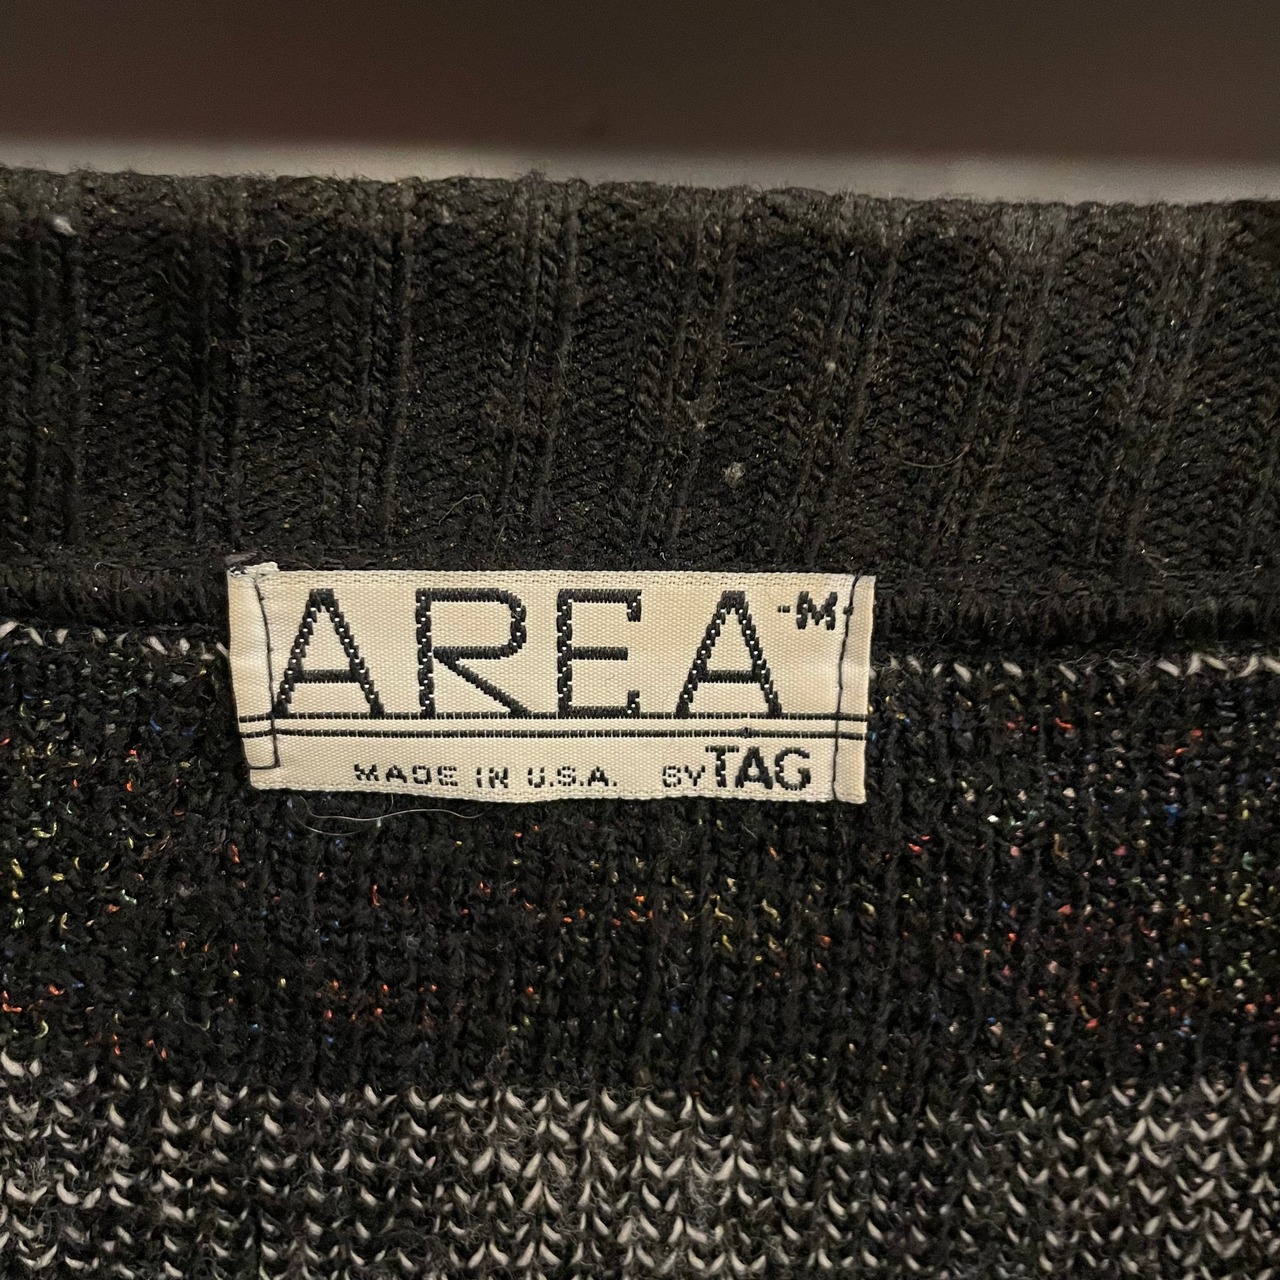 AREA -M-
MADE IN U.S.A. BY TAG